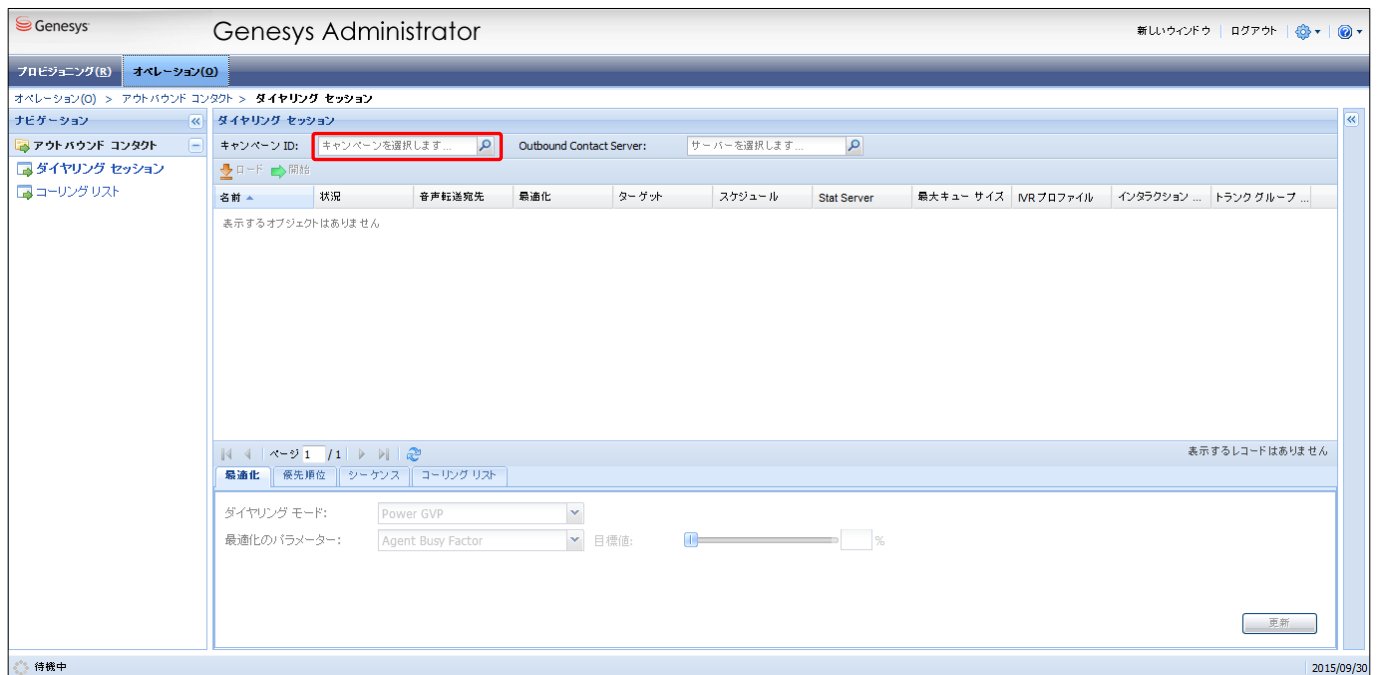 Genesys
Genesys Administrator
新しいウィンドウ ログアウト
プロビジョニング(R) オペレーション(O)
オペレーション(O) > アウトバウンド コンタクト > ダイヤリング セッション
ナビゲーション
ダイヤリング セッション
アウトバウンド コンタクト
キャンペーン ID: キャンペーンを選択します... Outbound Contact Server: サーバーを選択します...
ダイヤリング セッション
ロード 開始
コーリング リスト
名前 状況 音声転送宛先 最適化 ターゲット スケジュール Stat Server 最大キュー サイズ IVR プロファイル インタラクション ... トランク グループ ...
表示するオブジェクトはありません
ページ 1 / 1
表示するレコードはありません
最適化 優先順位 シーケンス コーリング リスト
ダイヤリング モード: Power GVP
最適化のパラメーター: Agent Busy Factor 目標値: %
更新
待機中
2015/09/30